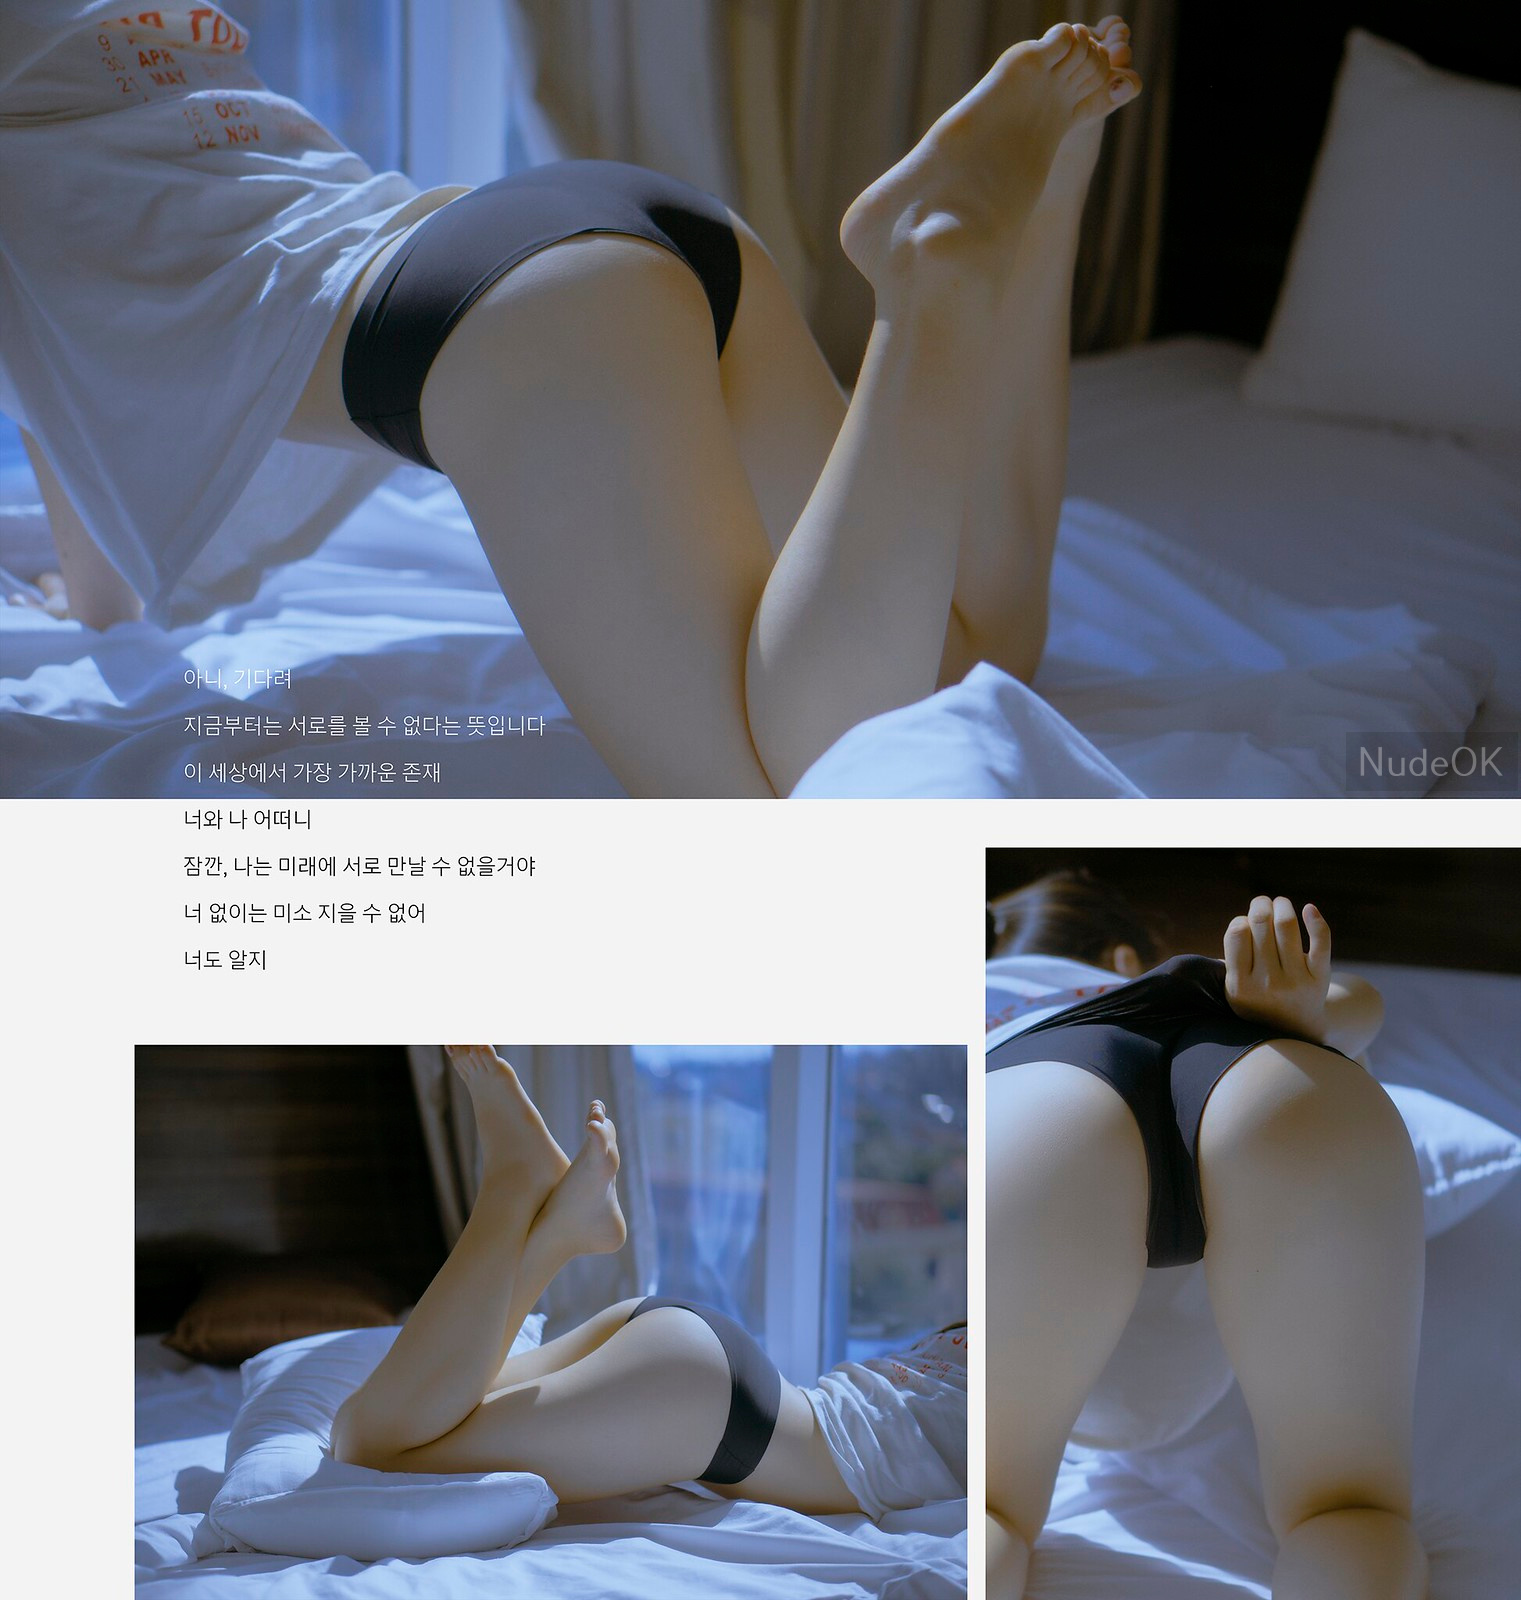 9
30 APR
21 MAY
15 OCT
12 NOV
아니, 기다려
지금부터는 서로를 볼 수 없다는 뜻입니다
이 세상에서 가장 가까운 존재
너와 나 어떠니
잠깐, 나는 미래에 서로 만날 수 없을거야
너 없이는 미소 지을 수 없어
너도 알지
NudeOK